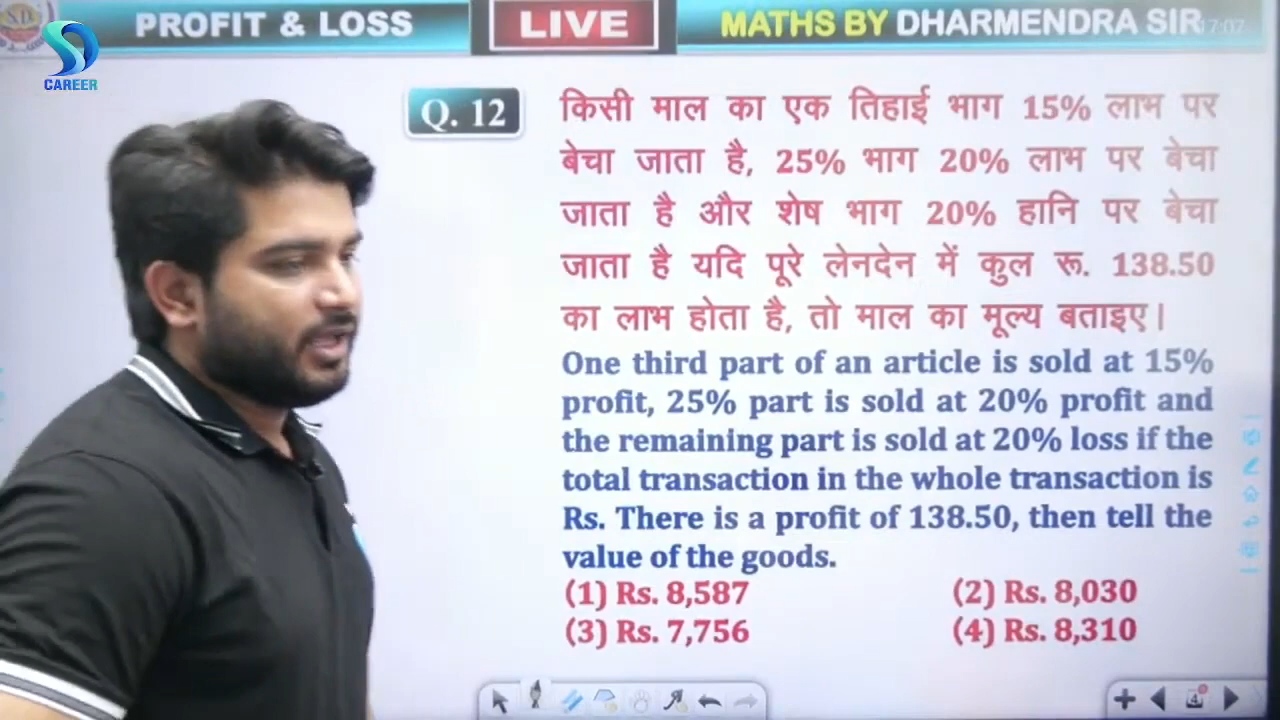 PROFIT & LOSS
LIVE
MATHS BY DHARMENDRA SIR
17:07
S.D.
CAREER
Q. 12
किसी माल का एक तिहाई भाग 15% लाभ पर
बेचा जाता है, 25% भाग 20% लाभ पर बेचा
जाता है और शेष भाग 20% हानि पर बेचा
जाता है यदि पूरे लेनदेन में कुल रू. 138.50
का लाभ होता है, तो माल का मूल्य बताइए।
One third part of an article is sold at 15%
profit, 25% part is sold at 20% profit and
the remaining part is sold at 20% loss if the
total transaction in the whole transaction is
Rs. There is a profit of 138.50, then tell the
value of the goods.
(1) Rs. 8,587 (2) Rs. 8,030
(3) Rs. 7,756 (4) Rs. 8,310
4